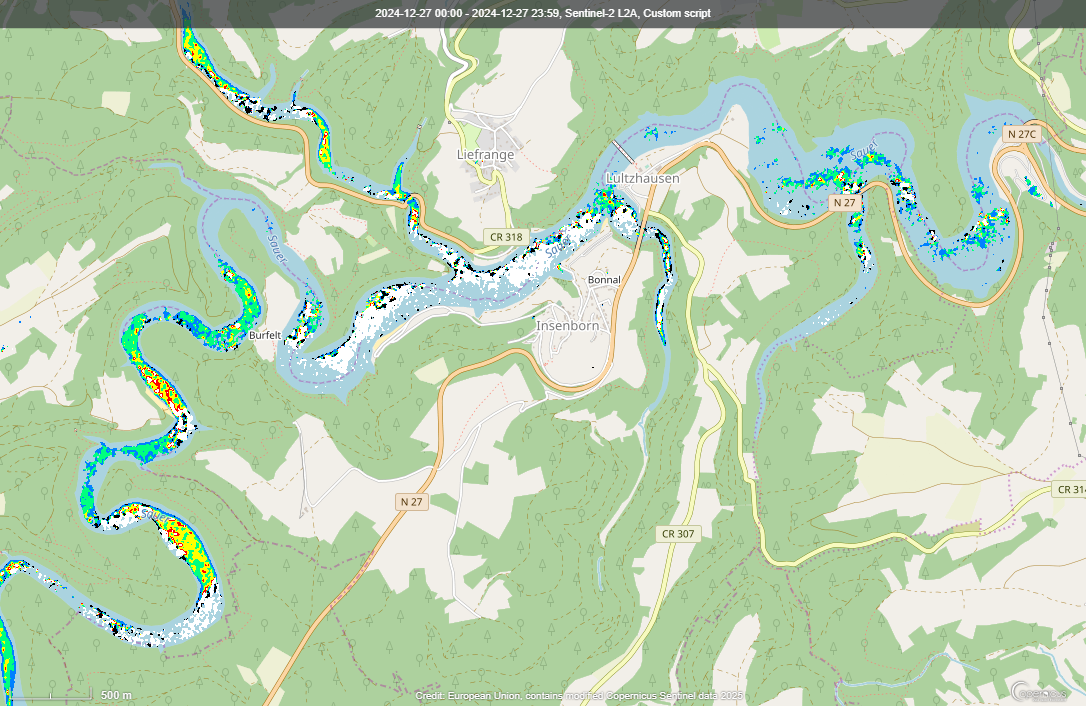 2024-12-27 00:00 - 2024-12-27 23:59, Sentinel-2 L2A, Custom script
N 27C
Liefrange
Sauer
Lultzhausen
N 27
CR 318
Sauer
Sauer
Bonnal
Insenborn
Burfelt
CR 314
N 27
Sauer
CR 307
500 m
Credit: European Union, contains modified Copernicus Sentinel data 2025